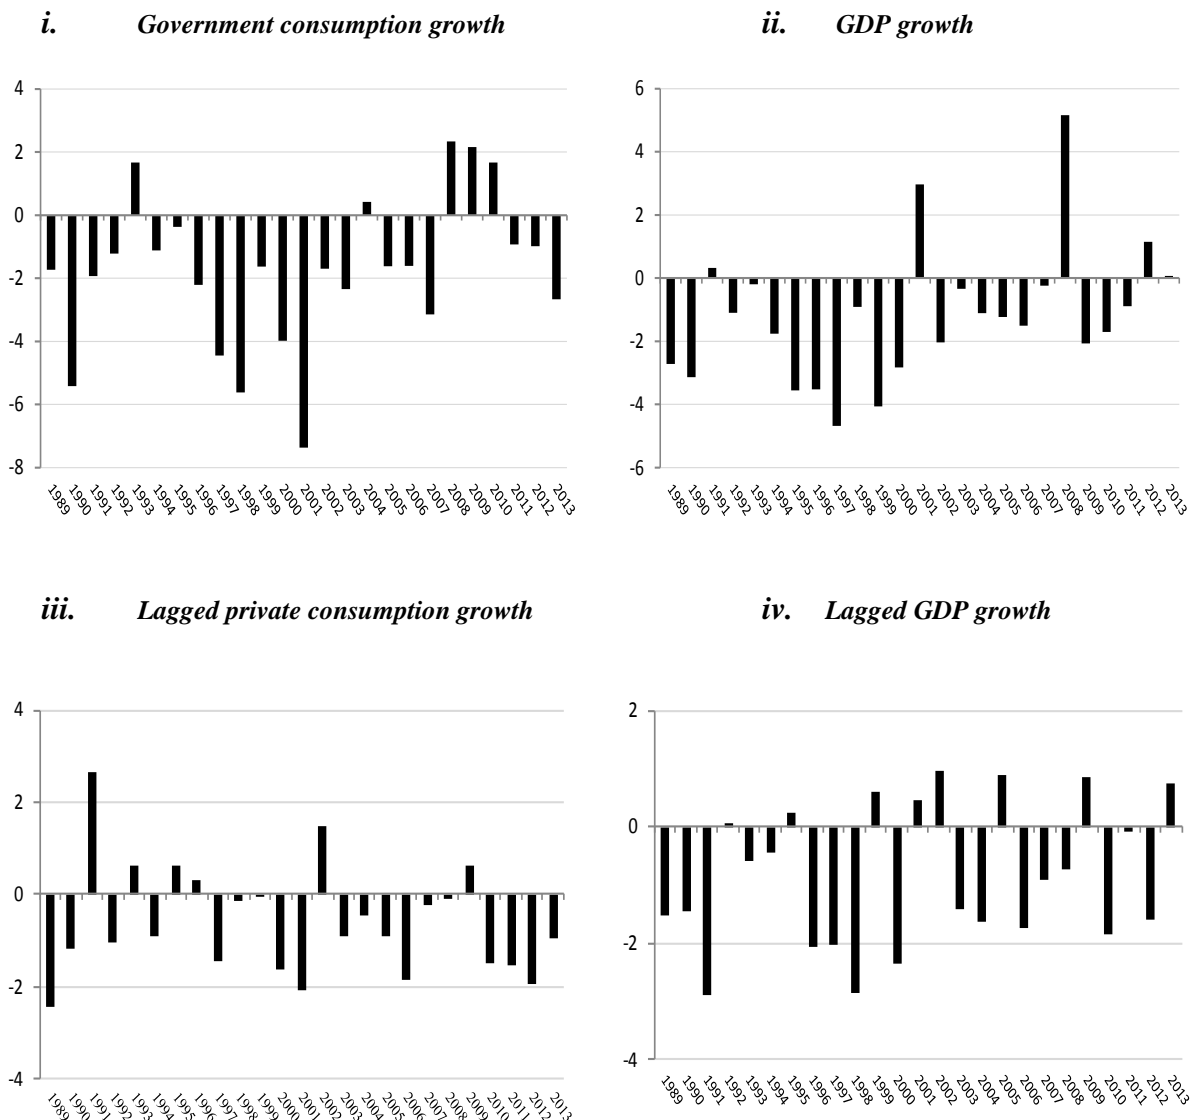 i. Government consumption growth
ii. GDP growth
4
2
0
-2
-4
-6
-8
1989 1990 1991 1992 1993 1994 1995 1996 1997 1998 1999 2000 2001 2002 2003 2004 2005 2006 2007 2008 2009 2010 2011 2012 2013
6
4
2
0
-2
-4
-6
1989 1990 1991 1992 1993 1994 1995 1996 1997 1998 1999 2000 2001 2002 2003 2004 2005 2006 2007 2008 2009 2010 2011 2012 2013
iii. Lagged private consumption growth
iv. Lagged GDP growth
4
2
0
-2
-4
1989 1990 1991 1992 1993 1994 1995 1996 1997 1998 1999 2000 2001 2002 2003 2004 2005 2006 2007 2008 2009 2010 2011 2012 2013
2
0
-2
-4
1989 1990 1991 1992 1993 1994 1995 1996 1997 1998 1999 2000 2001 2002 2003 2004 2005 2006 2007 2008 2009 2010 2011 2012 2013